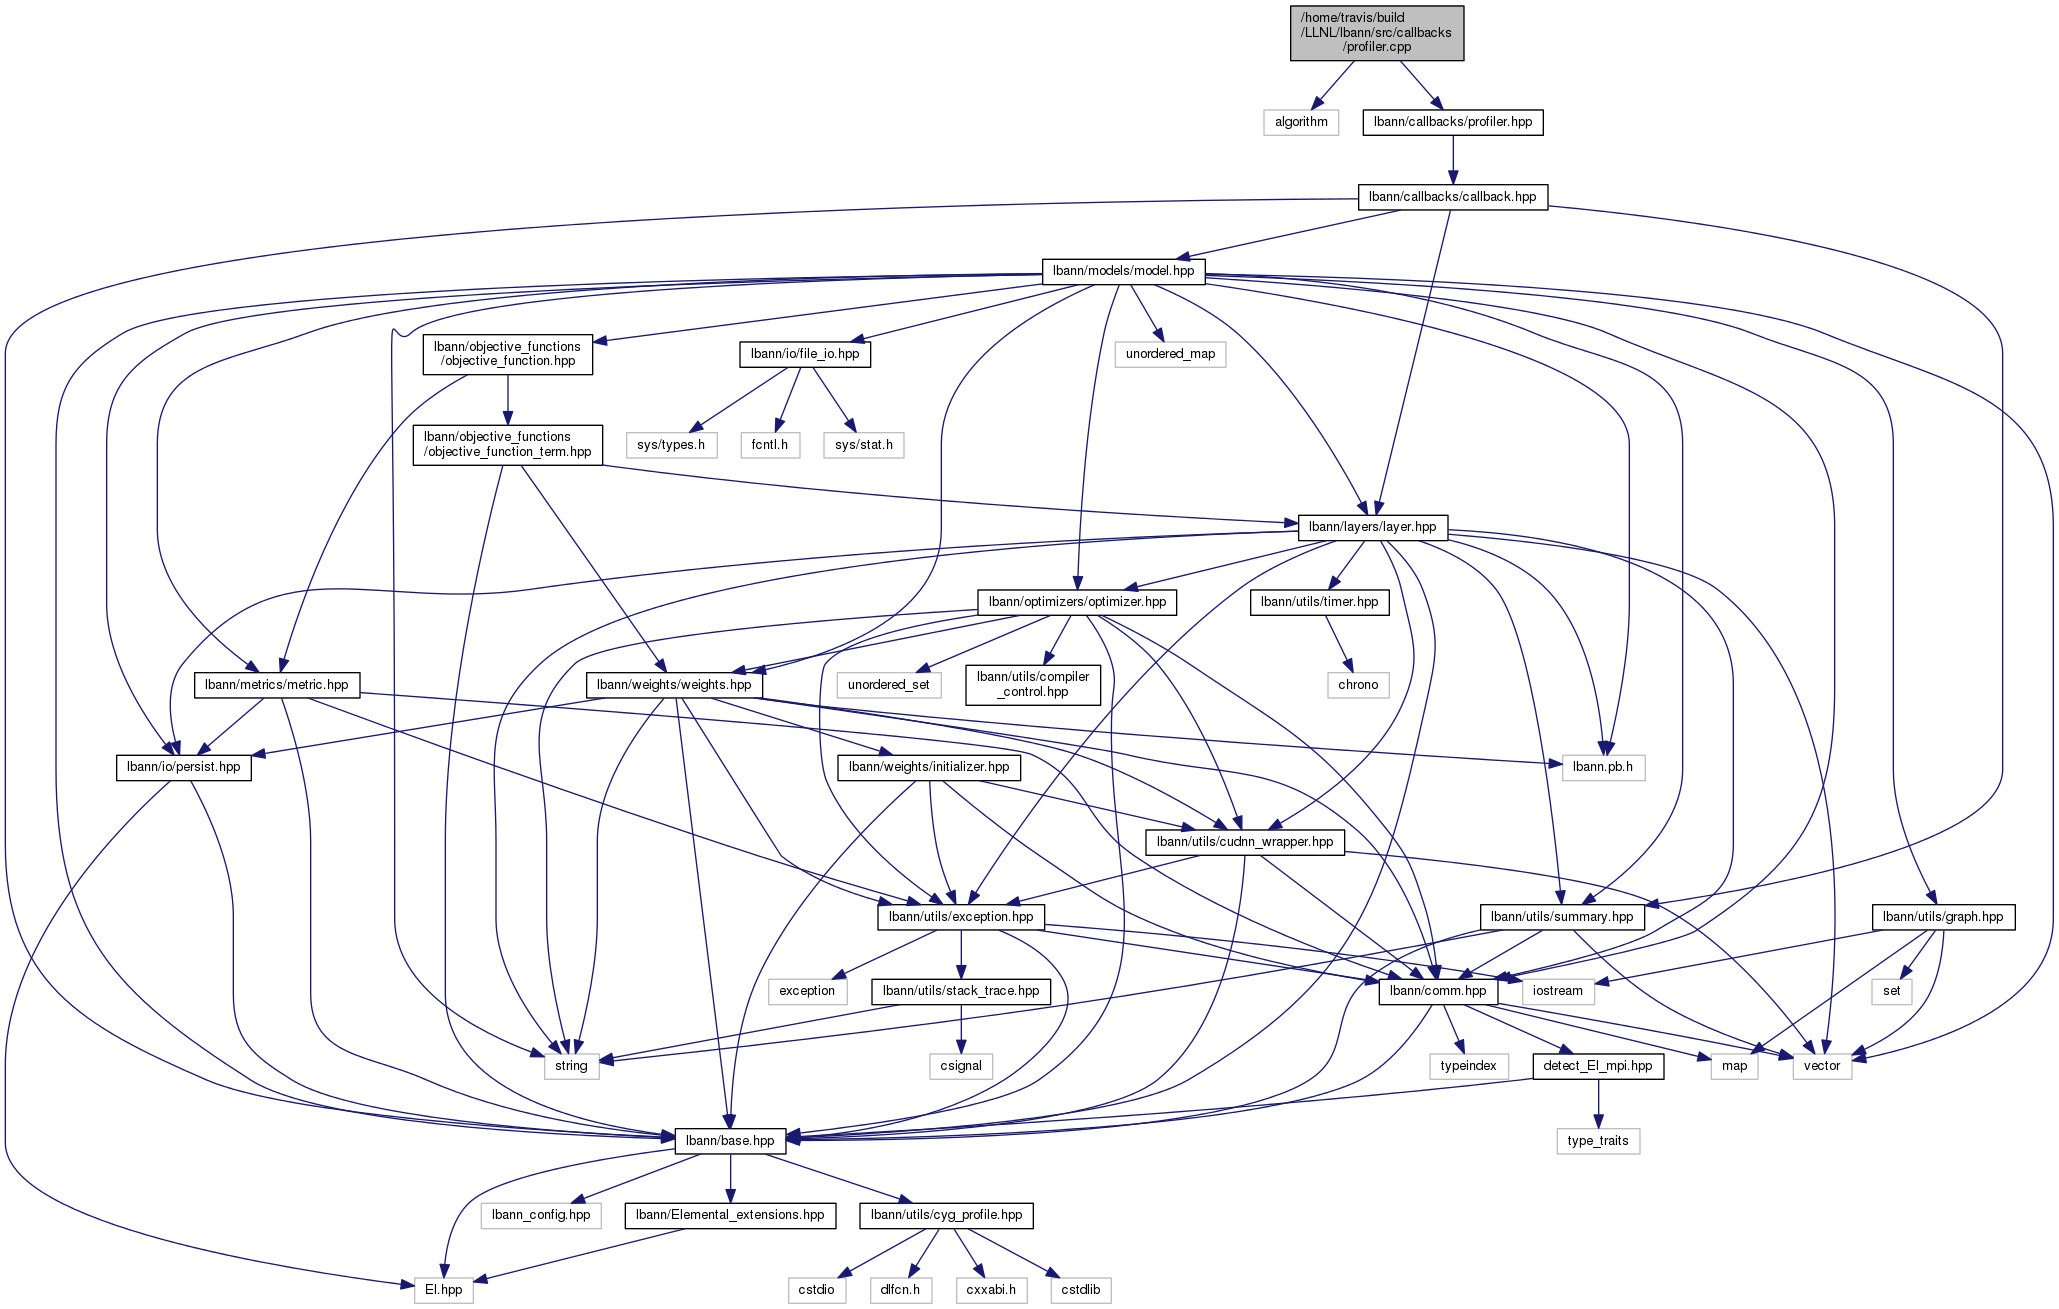 /home/travis/build
/LLNL/lbann/src/callbacks
/profiler.cpp
algorithm
lbann/callbacks/profiler.hpp
lbann/callbacks/callback.hpp
lbann/models/model.hpp
lbann/objective_functions
/objective_function.hpp
lbann/io/file_io.hpp
unordered_map
lbann/objective_functions
/objective_function_term.hpp
sys/types.h
fcntl.h
sys/stat.h
lbann/layers/layer.hpp
lbann/optimizers/optimizer.hpp
lbann/utils/timer.hpp
lbann/metrics/metric.hpp
lbann/weights/weights.hpp
unordered_set
lbann/utils/compiler
_control.hpp
chrono
lbann/io/persist.hpp
lbann/weights/initializer.hpp
lbann.pb.h
lbann/utils/cudnn_wrapper.hpp
lbann/utils/exception.hpp
lbann/utils/summary.hpp
lbann/utils/graph.hpp
exception
lbann/utils/stack_trace.hpp
lbann/comm.hpp
iostream
set
string
csignal
typeindex
detect_El_mpi.hpp
map
vector
lbann/base.hpp
type_traits
lbann_config.hpp
lbann/Elemental_extensions.hpp
lbann/utils/cyg_profile.hpp
El.hpp
cstdio
dlfcn.h
cxxabi.h
cstdlib